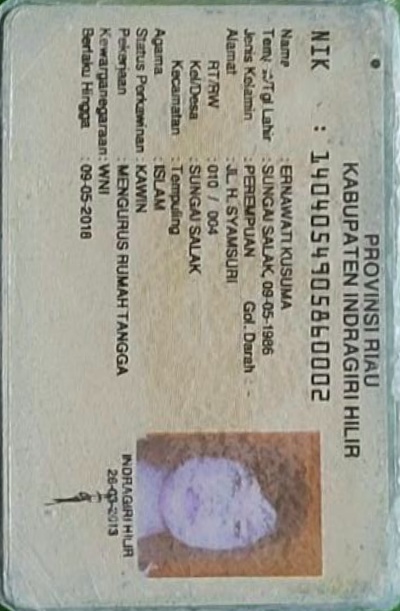 PROVINSI RIAU
KABUPATEN INDRAGIRI HILIR
NIK : 1404054905860002
Nama : ERNAWATI KUSUMA
Tempat/Tgl Lahir : SUNGAI SALAK, 09-05-1986
Jenis Kelamin : PEREMPUAN Gol. Darah : -
Alamat : JL. H. SYAMSURI
RT/RW : 010 / 004
Kel/Desa : SUNGAI SALAK
Kecamatan : Tempuling
Agama : ISLAM
Status Perkawinan : KAWIN
Pekerjaan : MENGURUS RUMAH TANGGA
Kewarganegaraan : WNI
Berlaku Hingga : 09-05-2018
INDRAGIRI HILIR
26-03-2013